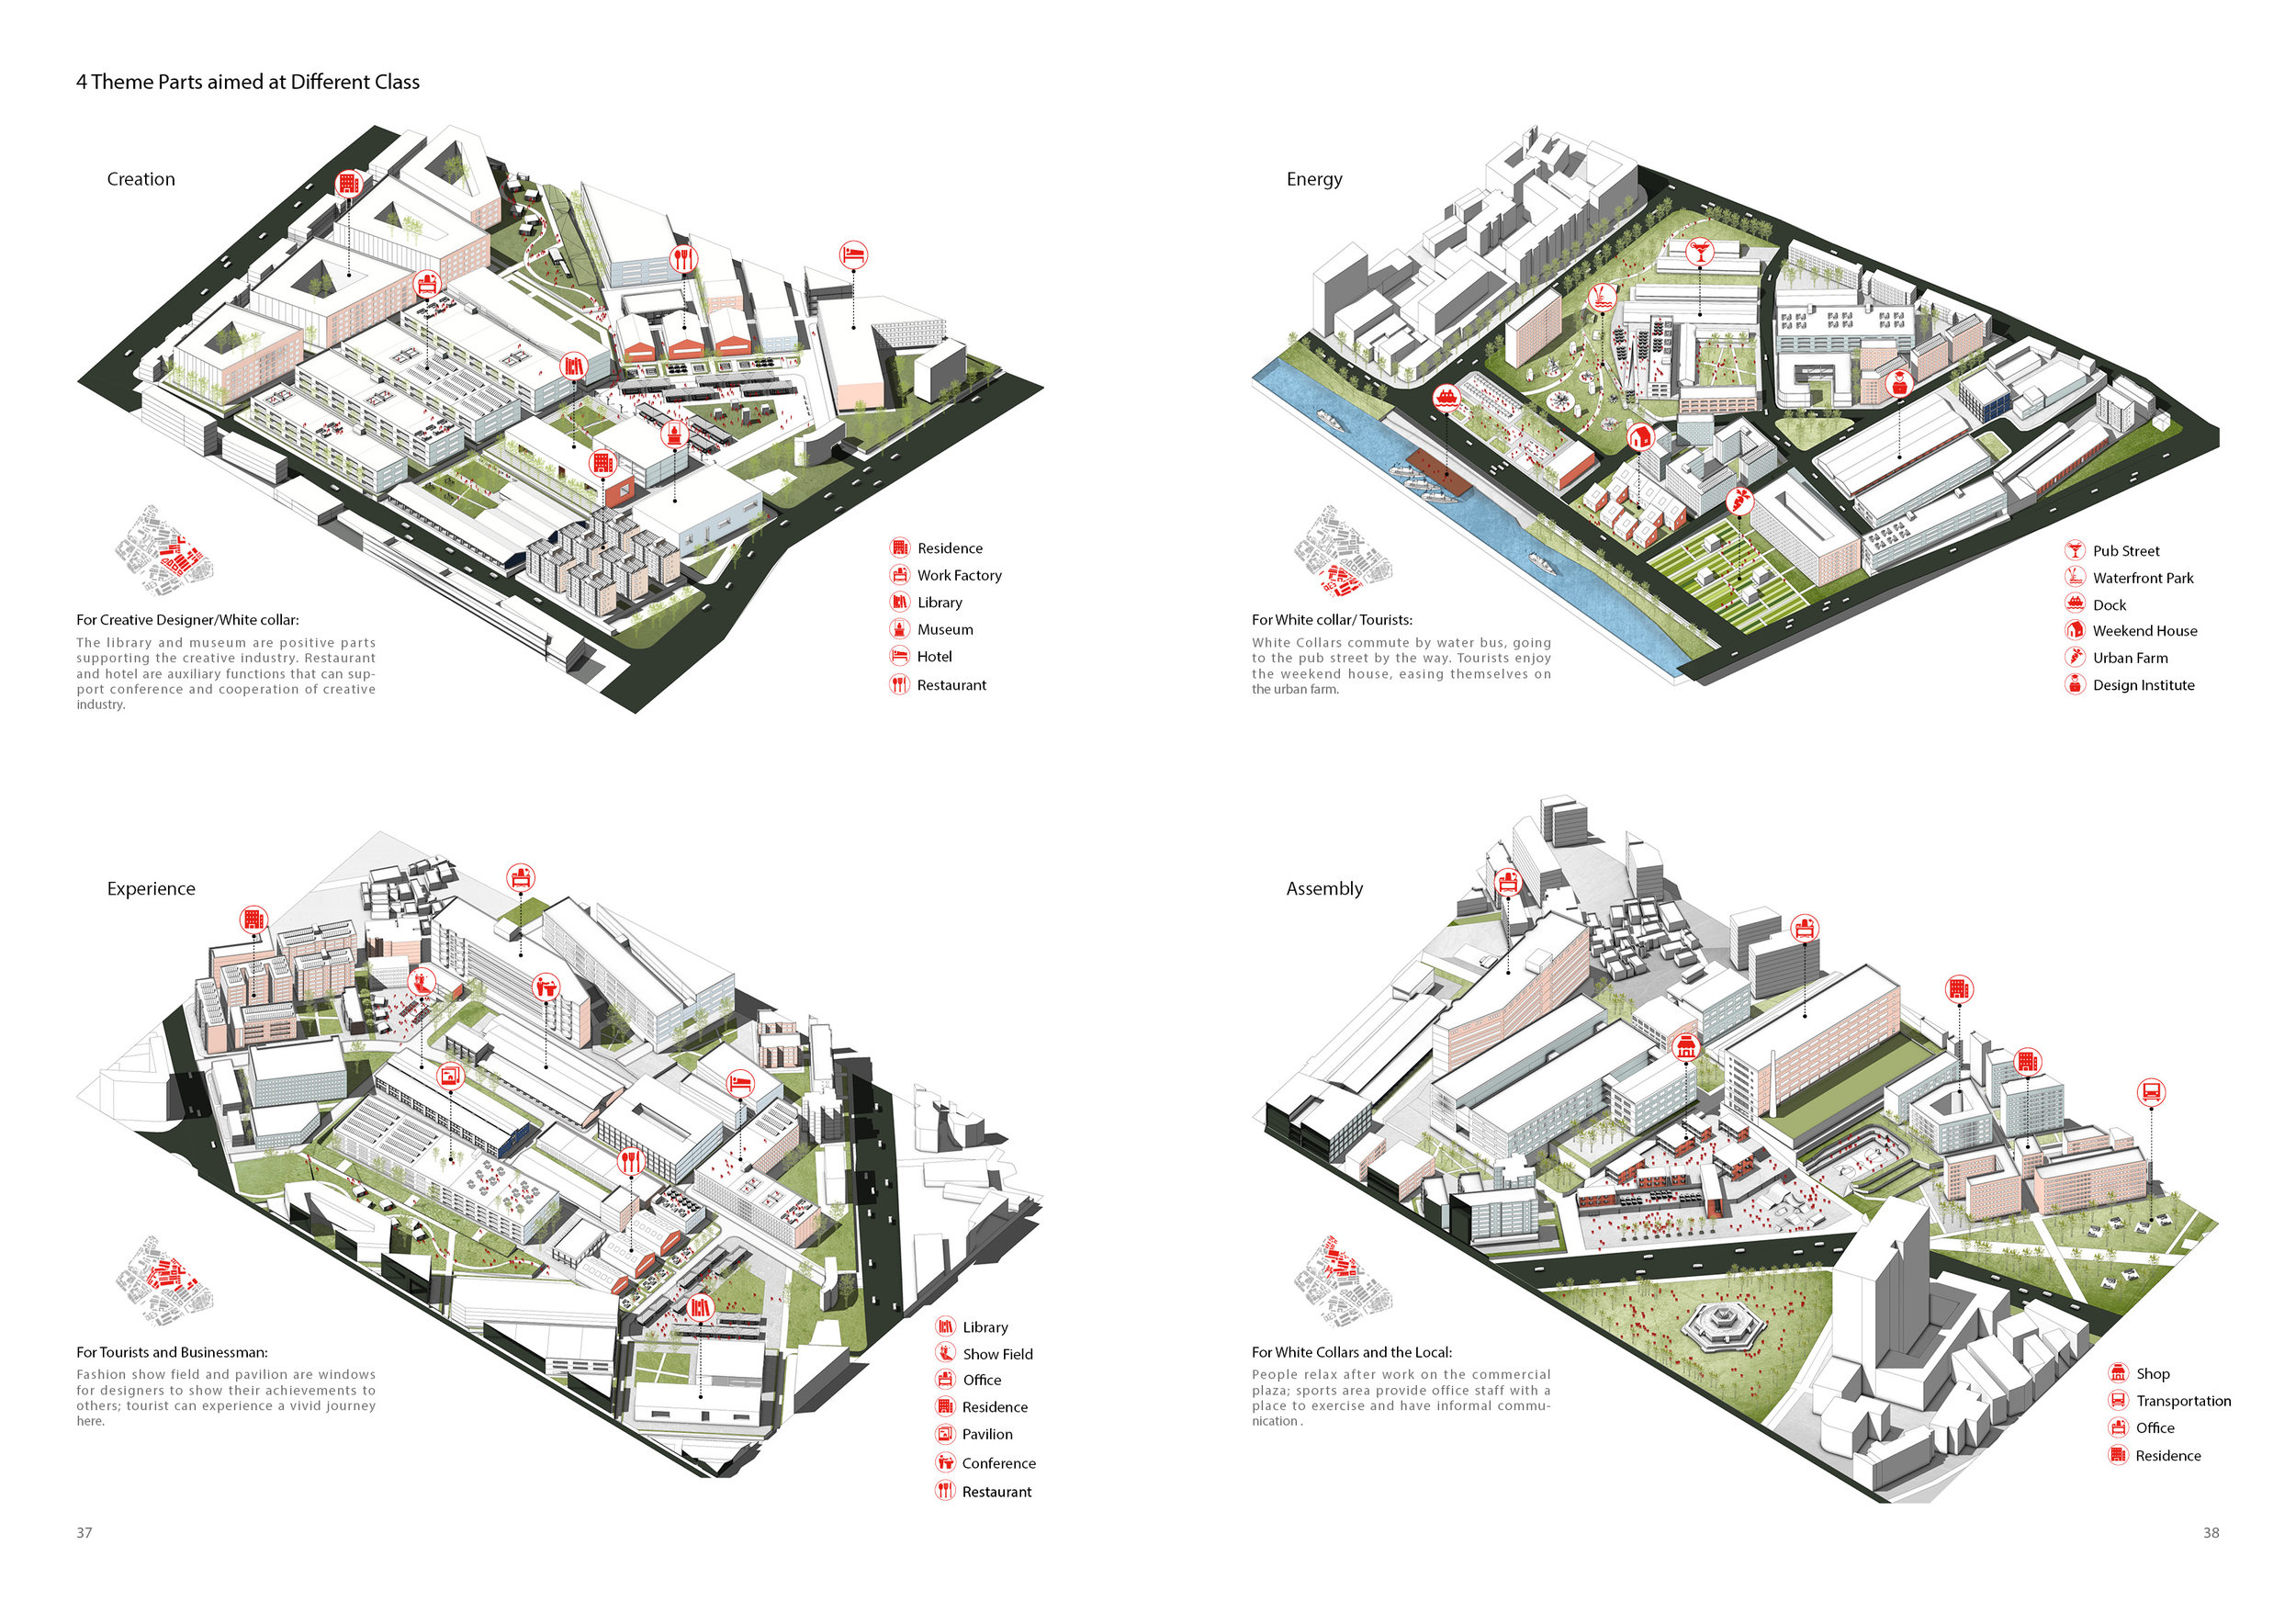 4 Theme Parts aimed at Different Class
Creation
Residence
Work Factory
Library
Museum
Hotel
Restaurant
For Creative Designer/White collar:
The library and museum are positive parts
supporting the creative industry. Restaurant
and hotel are auxiliary functions that can sup-
port conference and cooperation of creative
industry.
Energy
Pub Street
Waterfront Park
Dock
Weekend House
Urban Farm
Design Institute
For White collar/ Tourists:
White Collars commute by water bus, going
to the pub street by the way. Tourists enjoy
the weekend house, easing themselves on
the urban farm.
Experience
Library
Show Field
Office
Residence
Pavilion
Conference
Restaurant
For Tourists and Businessman:
Fashion show field and pavilion are windows
for designers to show their achievements to
others; tourist can experience a vivid journey
here.
Assembly
Shop
Transportation
Office
Residence
For White Collars and the Local:
People relax after work on the commercial
plaza; sports area provide office staff with a
place to exercise and have informal commu-
nication .
37
38